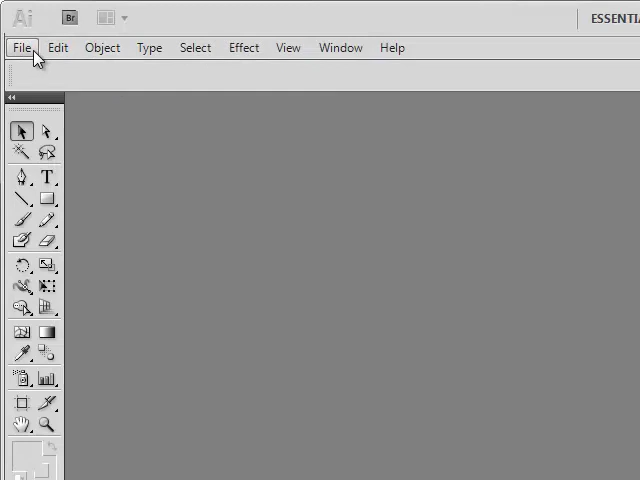 Ai Br ESSENTIA
File Edit Object Type Select Effect View Window Help
T